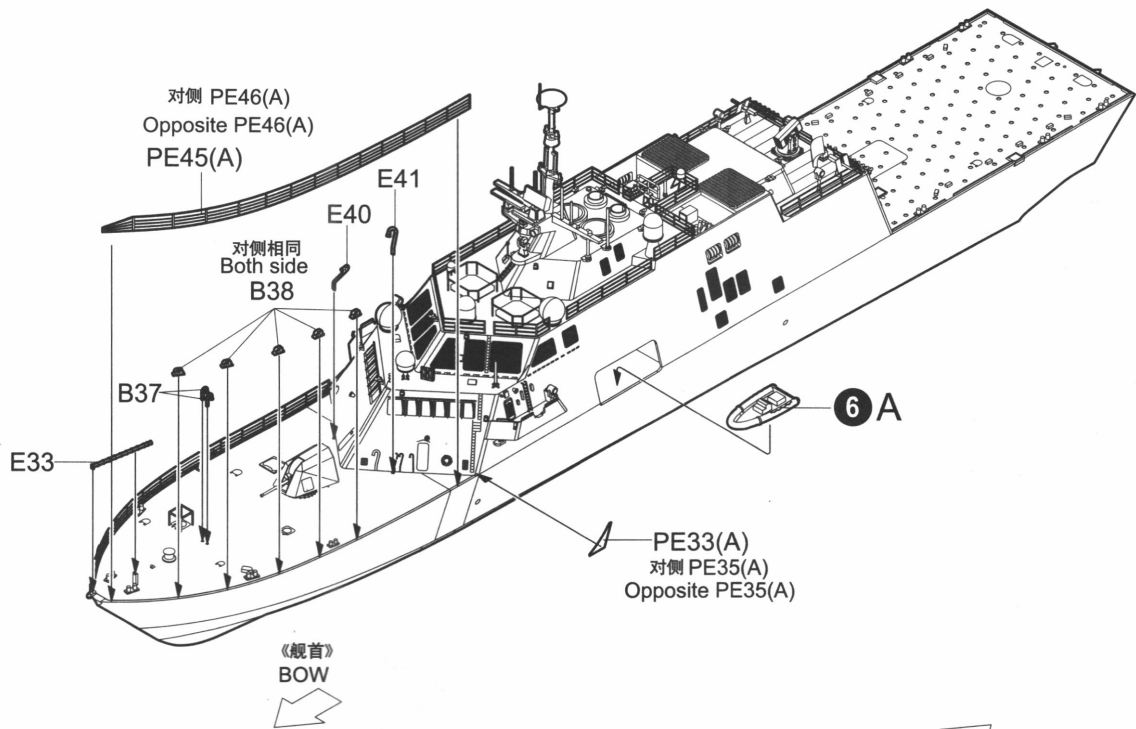 对侧 PE46(A)
Opposite PE46(A)
PE45(A)
E41
E40
对侧相同
Both side
B38
B37
E33
6 A
PE33(A)
对侧 PE35(A)
Opposite PE35(A)
《舰首》
BOW